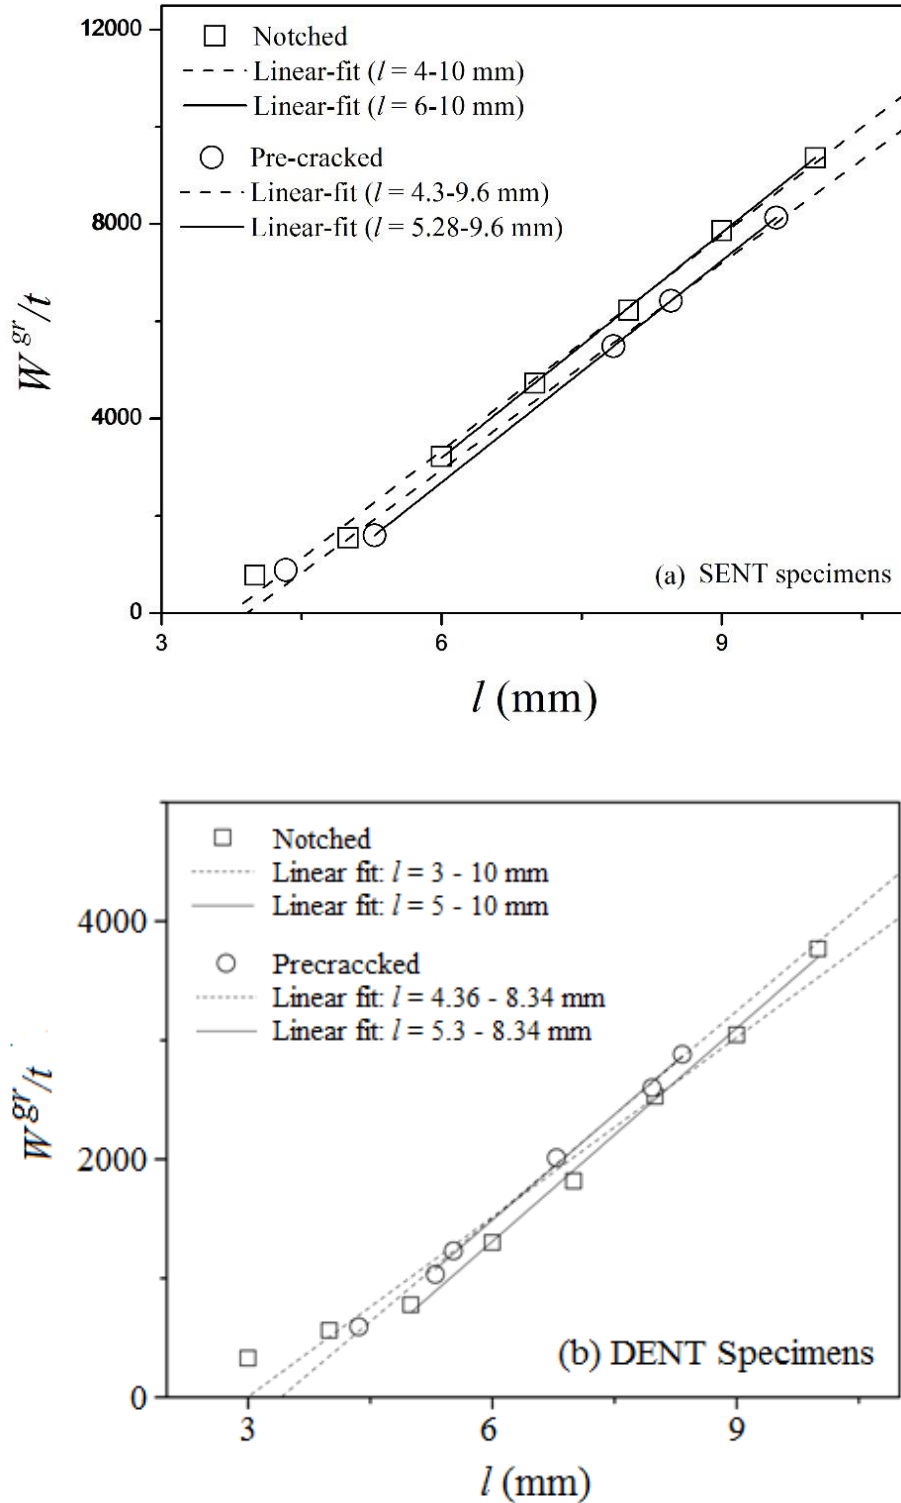 12000
Notched
Linear-fit (l = 4-10 mm)
Linear-fit (l = 6-10 mm)
Pre-cracked
Linear-fit (l = 4.3-9.6 mm)
Linear-fit (l = 5.28-9.6 mm)
8000
W^gr/t
4000
(a) SENT specimens
0
3
6
9
l (mm)
Notched
Linear fit: l = 3 - 10 mm
Linear fit: l = 5 - 10 mm
4000
Precraccked
Linear fit: l = 4.36 - 8.34 mm
Linear fit: l = 5.3 - 8.34 mm
W^gr/t
2000
(b) DENT Specimens
0
3
6
9
l (mm)